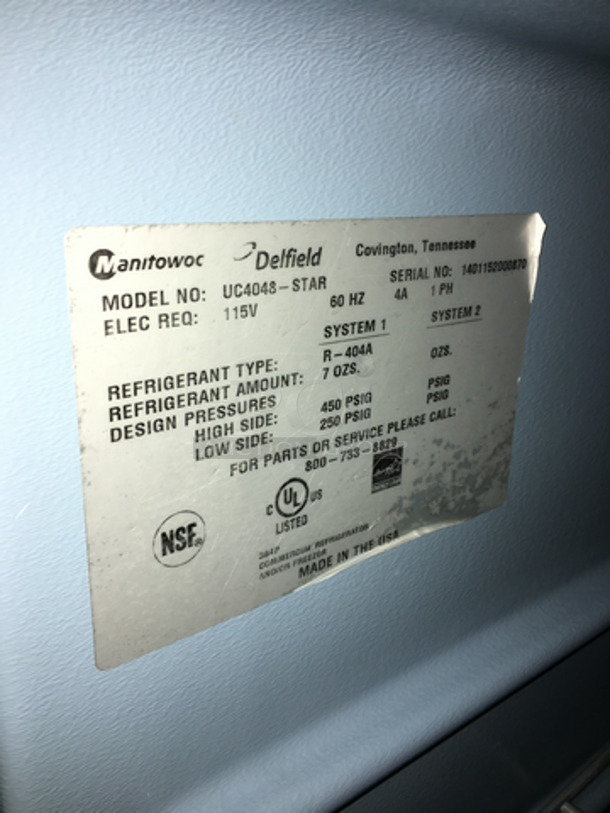 Manitowoc Delfield Covington, Tennessee
MODEL NO: UC4048-STAR SERIAL NO: 1401152000870
ELEC REQ: 115V 60 HZ 4A 1 PH
SYSTEM 1 SYSTEM 2
REFRIGERANT TYPE: R-404A
REFRIGERANT AMOUNT: 7 OZS. OZS.
DESIGN PRESSURES
HIGH SIDE: 450 PSIG PSIG
LOW SIDE: 250 PSIG PSIG
FOR PARTS OR SERVICE PLEASE CALL:
800-733-8829
NSF®
C UL US
LISTED
COMMERCIAL REFRIGERATOR
AND/OR FREEZER
MADE IN THE USA